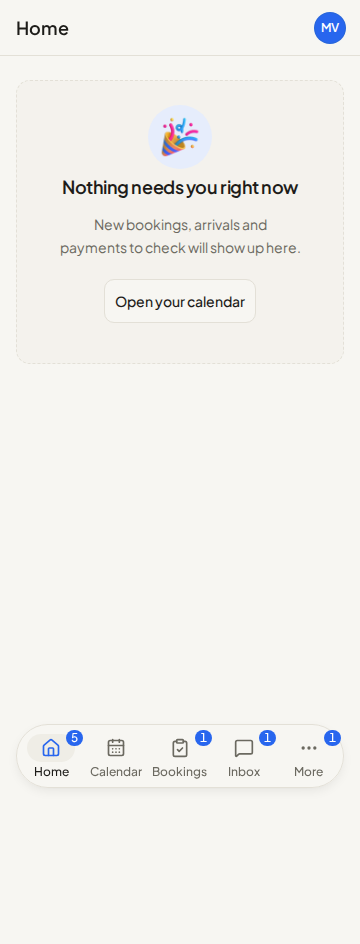 Home
MV
Nothing needs you right now
New bookings, arrivals and
payments to check will show up here.
Open your calendar
5
1
1
1
Home
Calendar
Bookings
Inbox
More